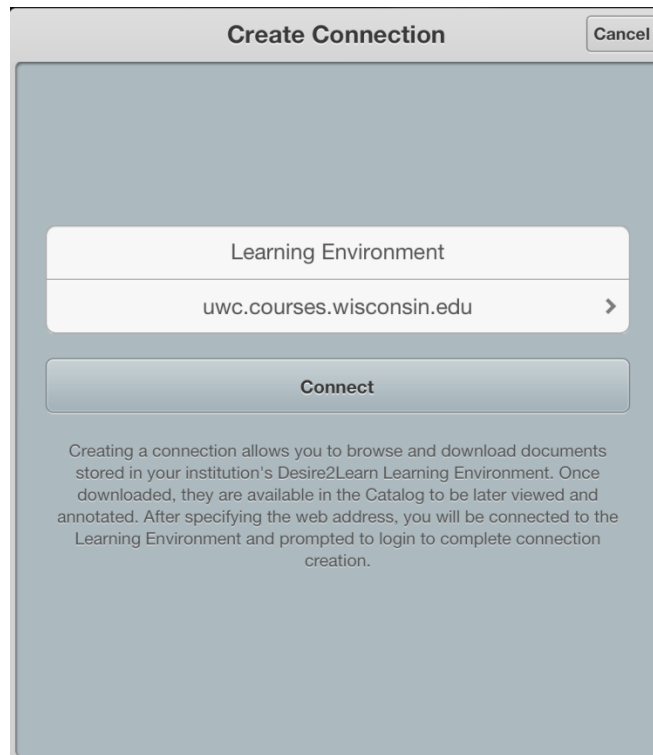 Create Connection
Cancel
Learning Environment
uwc.courses.wisconsin.edu
Connect
Creating a connection allows you to browse and download documents
stored in your institution's Desire2Learn Learning Environment. Once
downloaded, they are available in the Catalog to be later viewed and
annotated. After specifying the web address, you will be connected to the
Learning Environment and prompted to login to complete connection
creation.